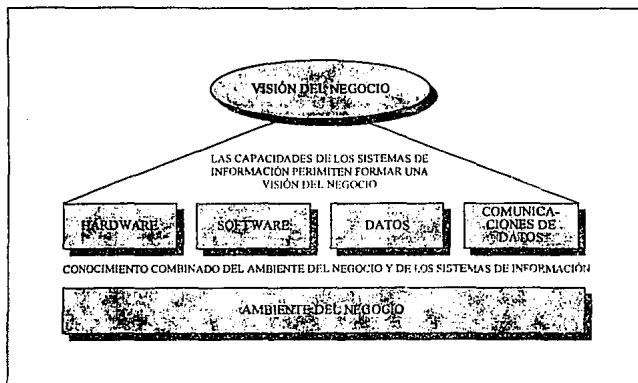 VISIÓN DEL NEGOCIO
LAS CAPACIDADES DE LOS SISTEMAS DE
INFORMACIÓN PERIMITEN FORMAR UNA
VISIÓN DEL NEGOCIO
HARDWARE
SOFTWARE
DATOS
COMUNICA-
CIONES DE
DATOS
CONOCIMIENTO COMBINADO DEL AMBIENTE DEL NEGOCIO Y DE LOS SISTEMAS DE INFORMACIÓN
AMBIENTE DEL NEGOCIO